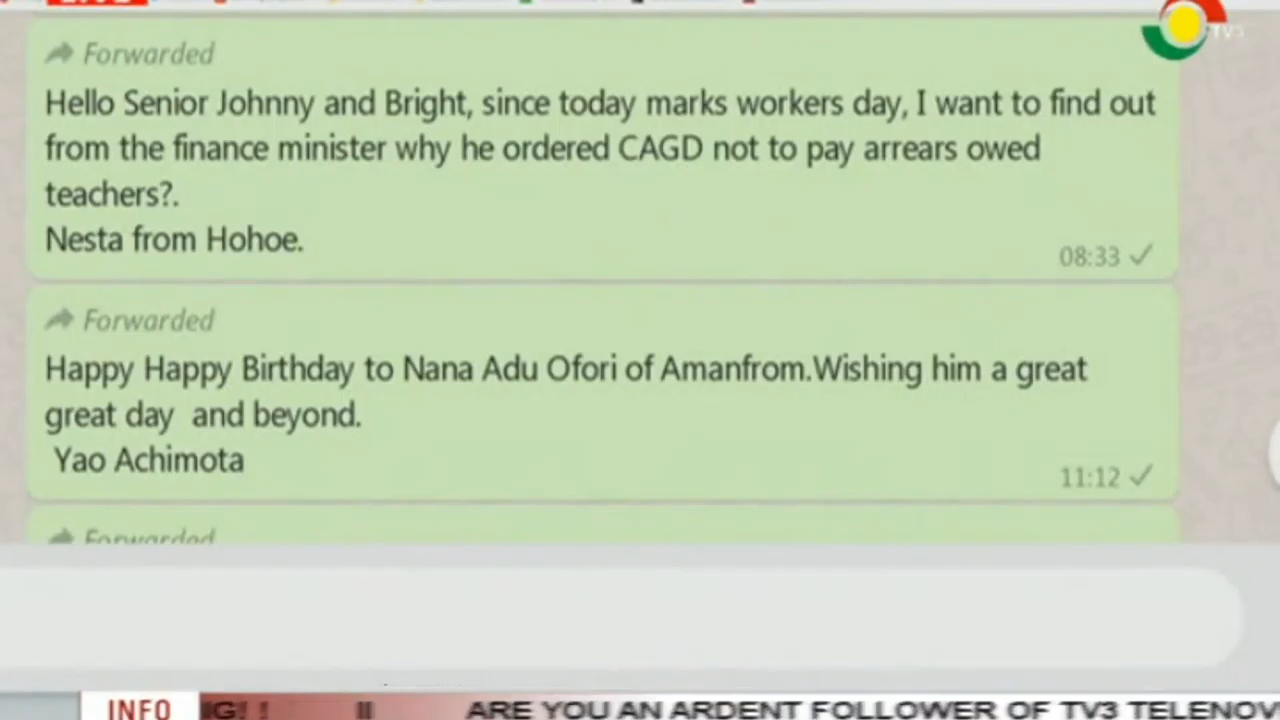 TV3
Forwarded
Hello Senior Johnny and Bright, since today marks workers day, I want to find out
from the finance minister why he ordered CAGD not to pay arrears owed
teachers?.
Nesta from Hohoe.
08:33
Forwarded
Happy Happy Birthday to Nana Adu Ofori of Amanfrom.Wishing him a great
great day  and beyond.
Yao Achimota
11:12
Forwarded
INFO
ARE YOU AN ARDENT FOLLOWER OF TV3 TELENOV